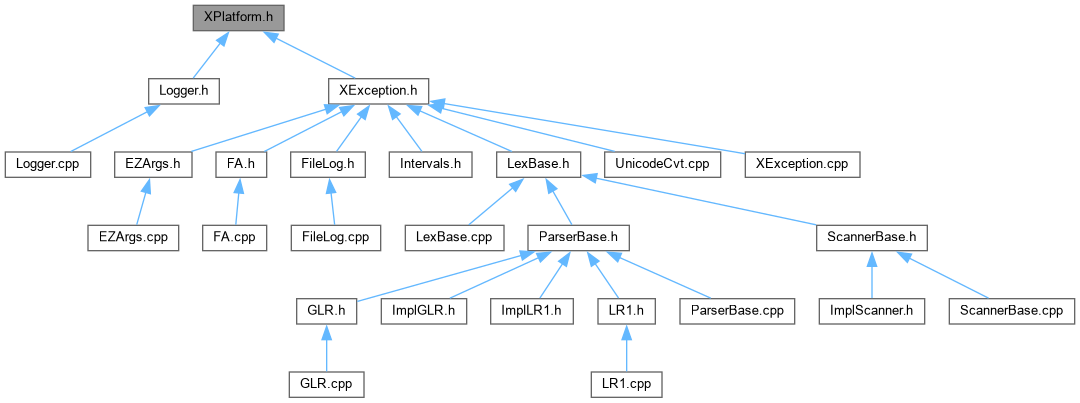 XPlatform.h
Logger.h
XException.h
Logger.cpp
EZArgs.h
FA.h
FileLog.h
Intervals.h
LexBase.h
UnicodeCvt.cpp
XException.cpp
EZArgs.cpp
FA.cpp
FileLog.cpp
LexBase.cpp
ParserBase.h
ScannerBase.h
GLR.h
ImplGLR.h
ImplLR1.h
LR1.h
ParserBase.cpp
ImplScanner.h
ScannerBase.cpp
GLR.cpp
LR1.cpp